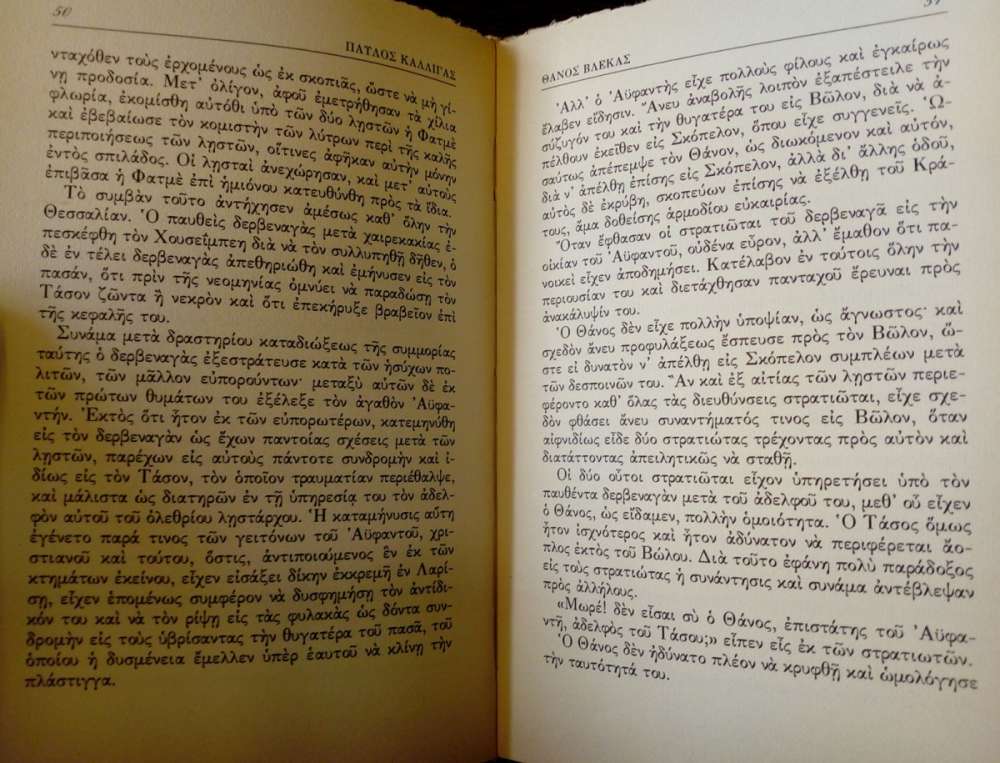 50
ΠΑΥΛΟΣ ΚΑΛΛΙΓΑΣ
νταχόθεν τοὺς ἐρχομένους ὡς ἐκ σκοπιᾶς, ὥστε νὰ μὴ γί-
νῃ προδοσία. Μετ’ ὀλίγον, ἀφοῦ ἐμετρήθησαν τὰ χίλια
φλωρία, ἐκομίσθη αὐτόθι ὑπὸ τῶν δύο λῃστῶν ἡ Φατμὲ
καὶ ἐβεβαίωσε τὸν κομιστὴν τῶν λύτρων περὶ τῆς καλῆς
περιποιήσεως τῶν λῃστῶν, οἵτινες ἀφῆκαν αὐτὴν μόνην
ἐντὸς σπιλάδος. Οἱ λῃσταὶ ἀνεχώρησαν, καὶ μετ’ αὐτοὺς
ἐπιβᾶσα ἡ Φατμὲ ἐπὶ ἡμιόνου κατευθύνθη πρὸς τὰ ἴδια.
Τὸ συμβὰν τοῦτο ἀντήχησεν ἀμέσως καθ’ ὅλην τὴν
Θεσσαλίαν. Ὁ παυθεὶς δερβεναγὰς μετὰ χαιρεκακίας ἐ-
πεσκέφθη τὸν Χουσεΐμπεη διὰ νὰ τὸν συλλυπηθῇ δῆθεν, ὁ
δὲ ἐν τέλει δερβεναγὰς ἀπεθηριώθη καὶ ἐμήνυσεν εἰς τὸν
πασάν, ὅτι πρὶν τῆς νεομηνίας ὀμνύει νὰ παραδώσῃ τὸν
Τάσον ζῶντα ἢ νεκρὸν καὶ ὅτι ἐπεκήρυξε βραβεῖον ἐπὶ
τῆς κεφαλῆς του.
Συνάμα μετὰ δραστηρίου καταδιώξεως τῆς συμμορίας
ταύτης ὁ δερβεναγὰς ἐξεστράτευσε κατὰ τῶν ἡσύχων πο-
λιτῶν, τῶν μᾶλλον εὐπορούντων· μεταξὺ αὐτῶν δὲ ἐκ
τῶν πρώτων θυμάτων του ἐξέλεξε τὸν ἀγαθὸν Ἀϋφα-
ντήν. Ἐκτὸς ὅτι ἦτον ἐκ τῶν εὐπορωτέρων, κατεμηνύθη
εἰς τὸν δερβεναγὰν ὡς ἔχων παντοίας σχέσεις μετὰ τῶν
λῃστῶν, παρέχων εἰς αὐτοὺς πάντοτε συνδρομὴν καὶ ἰ-
δίως εἰς τὸν Τάσον, τὸν ὁποῖον τραυματίαν περιέθαλψε,
καὶ μάλιστα ὡς διατηρῶν ἐν τῇ ὑπηρεσίᾳ του τὸν ἀδελ-
φὸν αὐτοῦ τοῦ ὀλεθρίου λῃστάρχου. Ἡ καταμήνυσις αὕτη
ἐγένετο παρά τινος τῶν γειτόνων τοῦ Ἀϋφαντοῦ, χρι-
στιανοῦ καὶ τούτου, ὅστις, ἀντιποιούμενος ἓν ἐκ τῶν
κτημάτων ἐκείνου, εἶχεν εἰσάξει δίκην ἐκκρεμῆ ἐν Λαρί-
σῃ, εἶχεν ἑπομένως συμφέρον νὰ δυσφημήσῃ τὸν ἀντίδι-
κόν του καὶ νὰ τὸν ρίψῃ εἰς τὰς φυλακὰς ὡς δόντα συν-
δρομὴν εἰς τοὺς ὑβρίσαντας τὴν θυγατέρα τοῦ πασᾶ, τοῦ
ὁποίου ἡ δυσμένεια ἔμελλεν ὑπὲρ ἑαυτοῦ νὰ κλίνῃ τὴν
πλάστιγγα.
ΘΑΝΟΣ ΒΛΕΚΑΣ
Ἀλλ’ ὁ Ἀϋφαντὴς εἶχε πολλοὺς φίλους καὶ ἐγκαίρως
ἔλαβεν εἴδησιν. Ἄνευ ἀναβολῆς λοιπὸν ἐξαπέστειλε τὴν
σύζυγόν του καὶ τὴν θυγατέρα του εἰς Βῶλον, διὰ νὰ ἀ-
πέλθουν ἐκεῖθεν εἰς Σκόπελον, ὅπου εἶχε συγγενεῖς. Ὡ-
σαύτως ἀπέπεμψε τὸν Θάνον, ὡς διωκόμενον καὶ αὐτόν,
διὰ ν’ ἀπέλθῃ ἐπίσης εἰς Σκόπελον, ἀλλὰ δι’ ἄλλης ὁδοῦ,
αὐτὸς δὲ ἐκρύβη, σκοπεύων ἐπίσης νὰ ἐξέλθῃ τοῦ Κρά-
τους, ἅμα δοθείσης ἁρμοδίου εὐκαιρίας.
Ὅταν ἔφθασαν οἱ στρατιῶται τοῦ δερβεναγᾶ εἰς τὴν
οἰκίαν τοῦ Ἀϋφαντοῦ, οὐδένα εὗρον, ἀλλ’ ἔμαθον ὅτι πα-
νοικεὶ εἶχεν ἀποδημήσει. Κατέλαβον ἐν τούτοις ὅλην τὴν
περιουσίαν του καὶ διετάχθησαν πανταχοῦ ἔρευναι πρὸς
ἀνακάλυψίν του.
Ὁ Θάνος δὲν εἶχε πολλὴν ὑποψίαν, ὡς ἄγνωστος· καὶ
σχεδὸν ἄνευ προφυλάξεως ἔσπευσε πρὸς τὸν Βῶλον, ὥ-
στε εἰ δυνατὸν ν’ ἀπέλθῃ εἰς Σκόπελον συμπλέων μετὰ
τῶν δεσποινῶν του. Ἂν καὶ ἐξ αἰτίας τῶν λῃστῶν περιε-
φέροντο καθ’ ὅλας τὰς διευθύνσεις στρατιῶται, εἶχε σχε-
δὸν φθάσει ἄνευ συναντήματός τινος εἰς Βῶλον, ὅταν
αἰφνιδίως εἶδε δύο στρατιώτας τρέχοντας πρὸς αὐτὸν καὶ
διατάττοντας ἀπειλητικῶς νὰ σταθῇ.
Οἱ δύο οὗτοι στρατιῶται εἶχον ὑπηρετήσει ὑπὸ τὸν
παυθέντα δερβεναγὰν μετὰ τοῦ ἀδελφοῦ του, μεθ’ οὗ εἶχεν
ὁ Θάνος, ὡς εἴδαμεν, πολλὴν ὁμοιότητα. Ὁ Τάσος ὅμως
ἦτον ἰσχνότερος καὶ ἦτον ἀδύνατον νὰ περιφέρεται ἄο-
πλος ἐκτὸς τοῦ Βώλου. Διὰ τοῦτο ἐφάνη πολὺ παράδοξος
εἰς τοὺς στρατιώτας ἡ συνάντησις καὶ συνάμα ἀντέβλεψαν
πρὸς ἀλλήλους.
«Μωρέ! δὲν εἶσαι σὺ ὁ Θάνος, ἐπιστάτης τοῦ Ἀϋφα-
ντῆ, ἀδελφὸς τοῦ Τάσου;» εἶπεν εἷς ἐκ τῶν στρατιωτῶν.
Ὁ Θάνος δὲν ἠδύνατο πλέον νὰ κρυφθῇ καὶ ὡμολόγησε
τὴν ταυτότητά του.